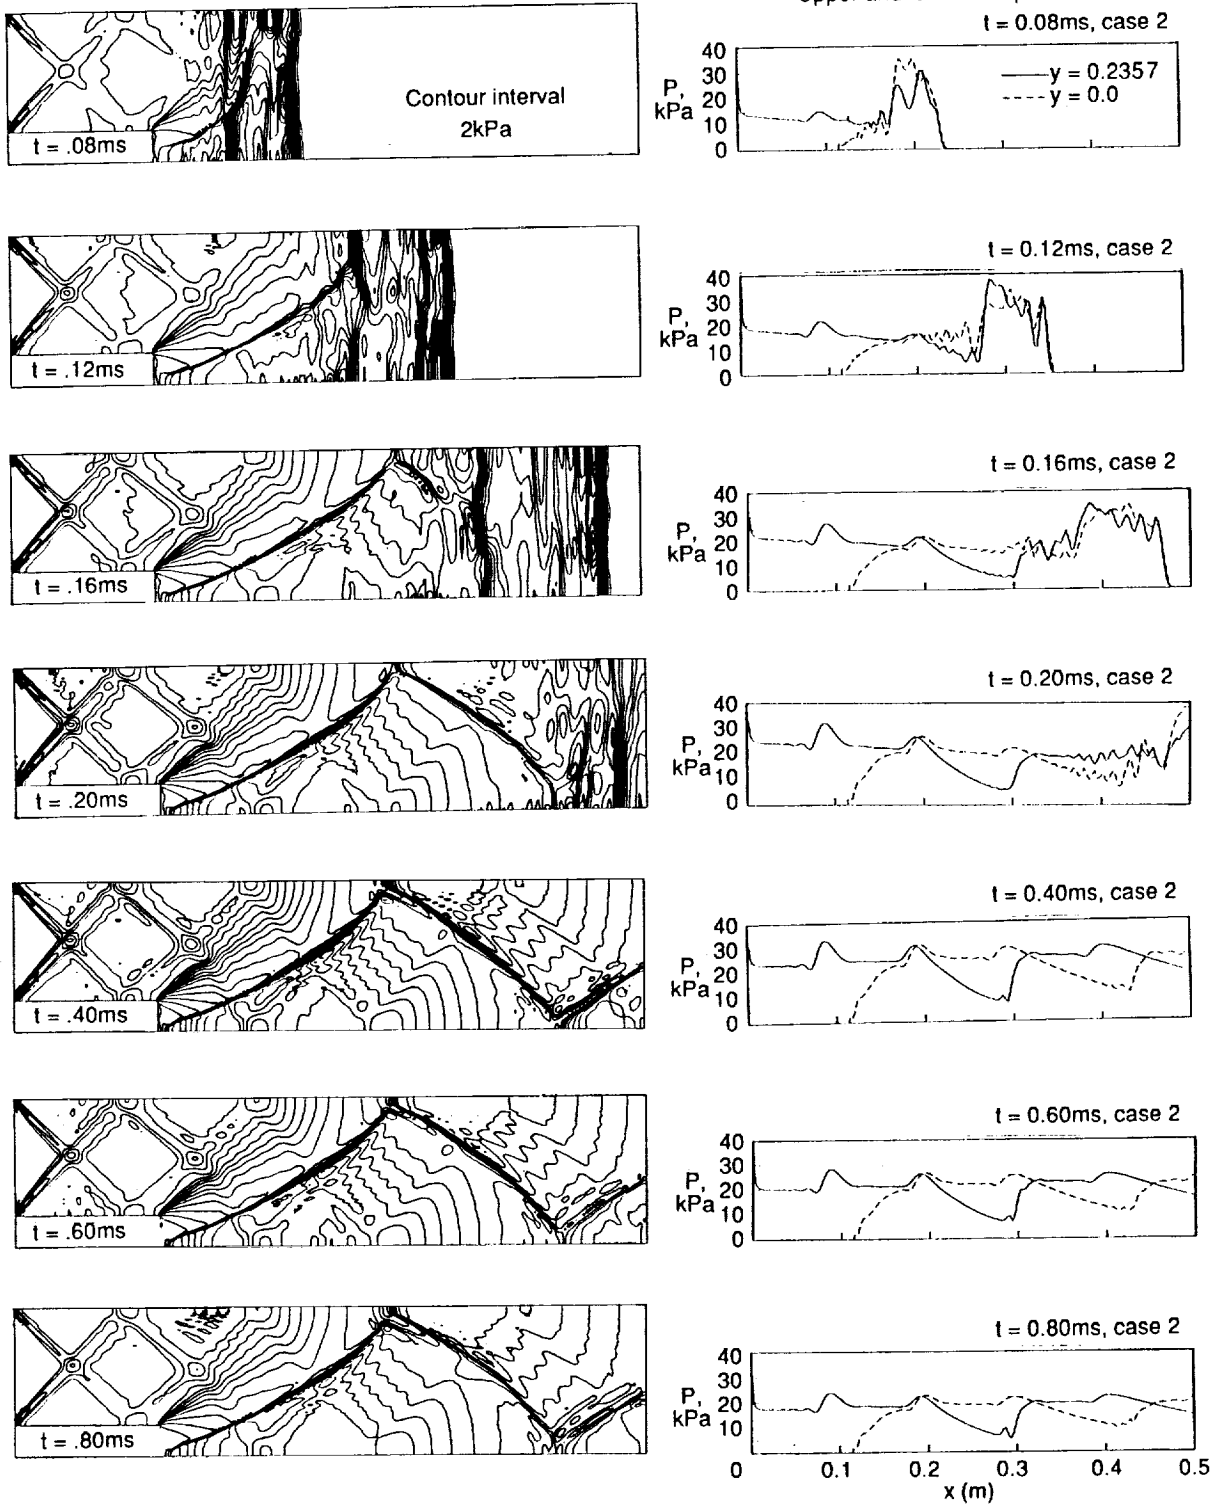 t = 0.08ms, case 2
Contour interval
2kPa
t = .08ms
P,
kPa
40
30
20
10
0
y = 0.2357
y = 0.0
t = 0.12ms, case 2
t = .12ms
P,
kPa
40
30
20
10
0
t = 0.16ms, case 2
t = .16ms
P,
kPa
40
30
20
10
0
t = 0.20ms, case 2
t = .20ms
P,
kPa
40
30
20
10
0
t = 0.40ms, case 2
t = .40ms
P,
kPa
40
30
20
10
0
t = 0.60ms, case 2
t = .60ms
P,
kPa
40
30
20
10
0
t = 0.80ms, case 2
t = .80ms
P,
kPa
40
30
20
10
0
0 0.1 0.2 0.3 0.4 0.5
x (m)